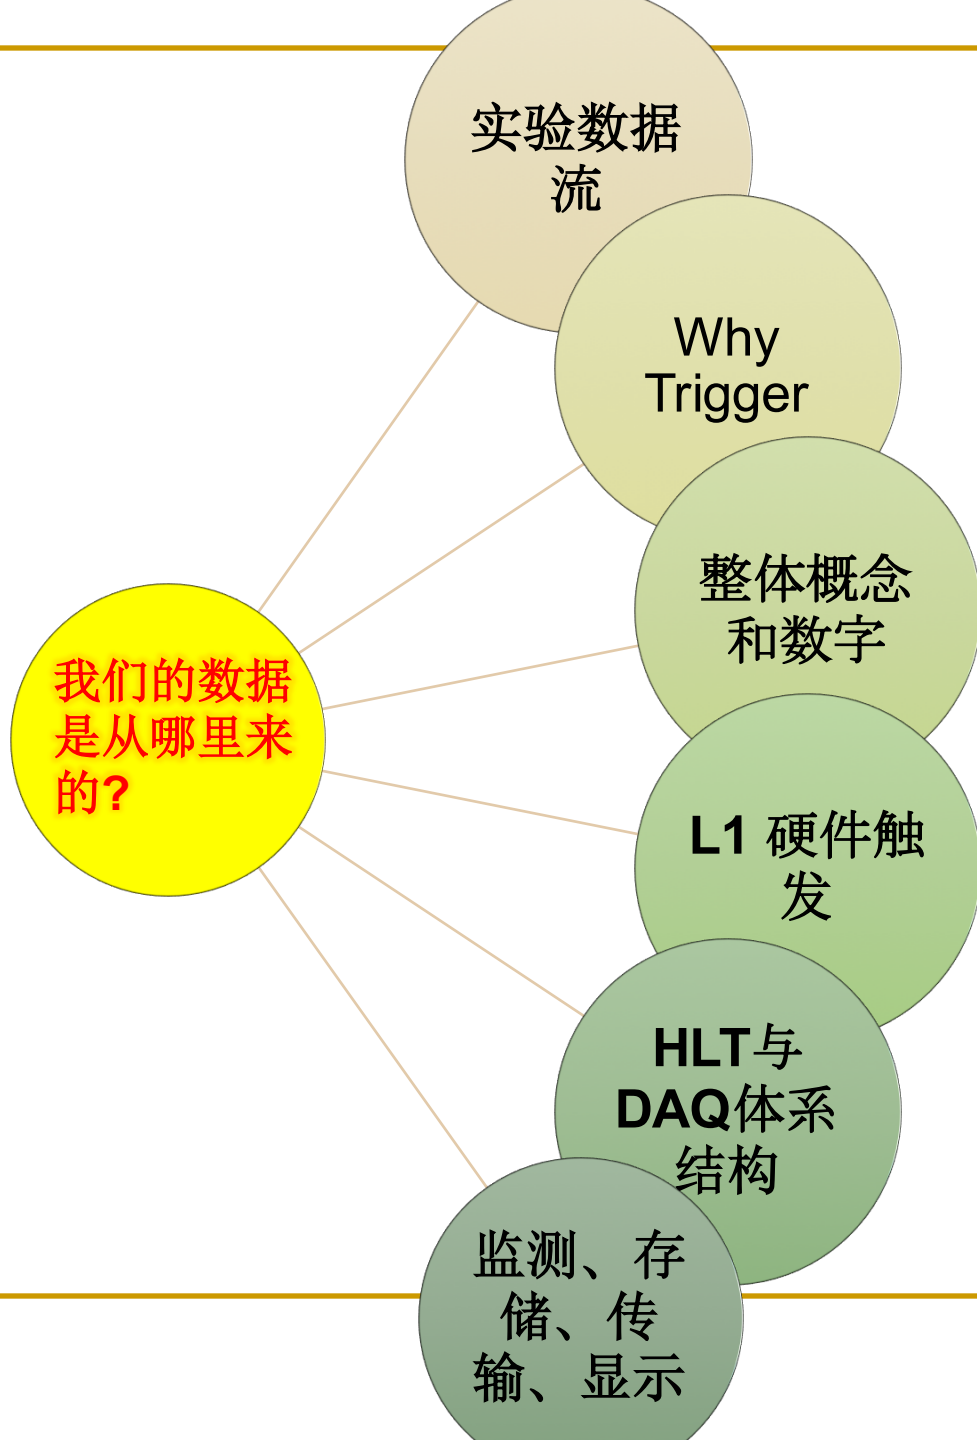 实验数据
流
Why
Trigger
整体概念
和数字
我们的数据
是从哪里来
的?
L1 硬件触
发
HLT与
DAQ体系
结构
监测、存
储、传
输、显示